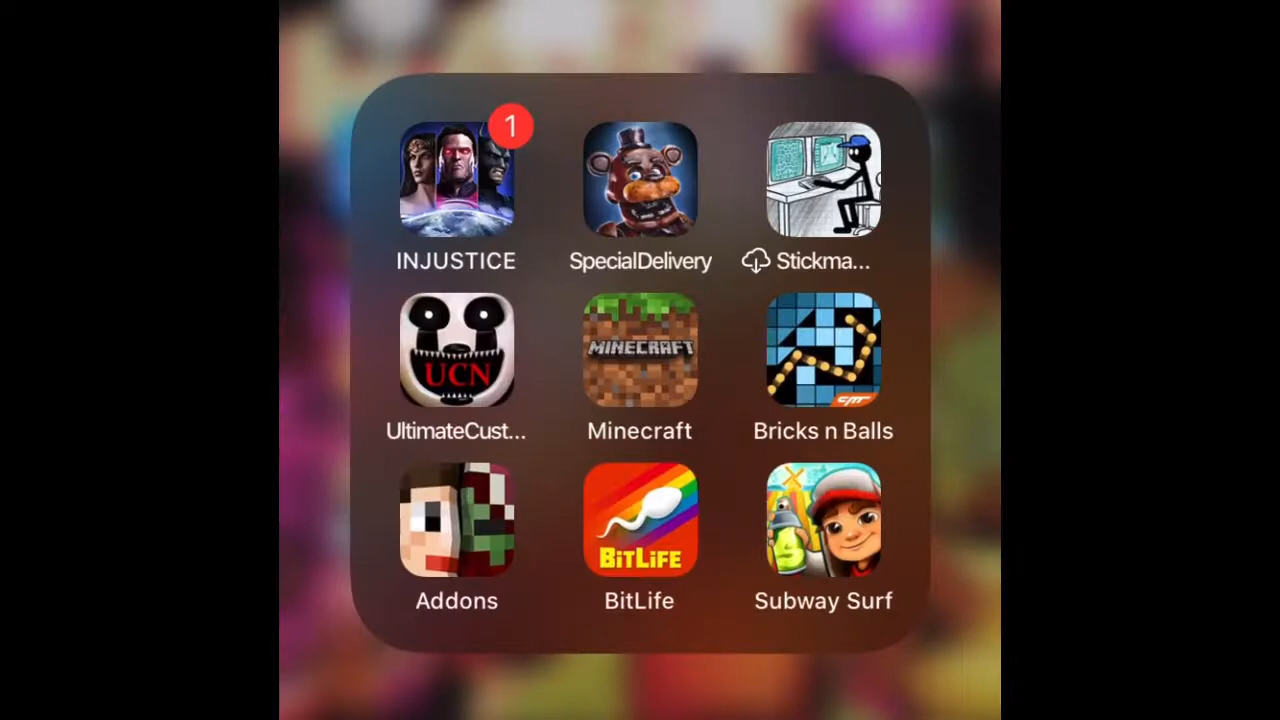 1
INJUSTICE
SpecialDelivery
Stickma...
UCN
MINECRAFT
UltimateCust...
Minecraft
Bricks n Balls
BITLIFE
Addons
BitLife
Subway Surf